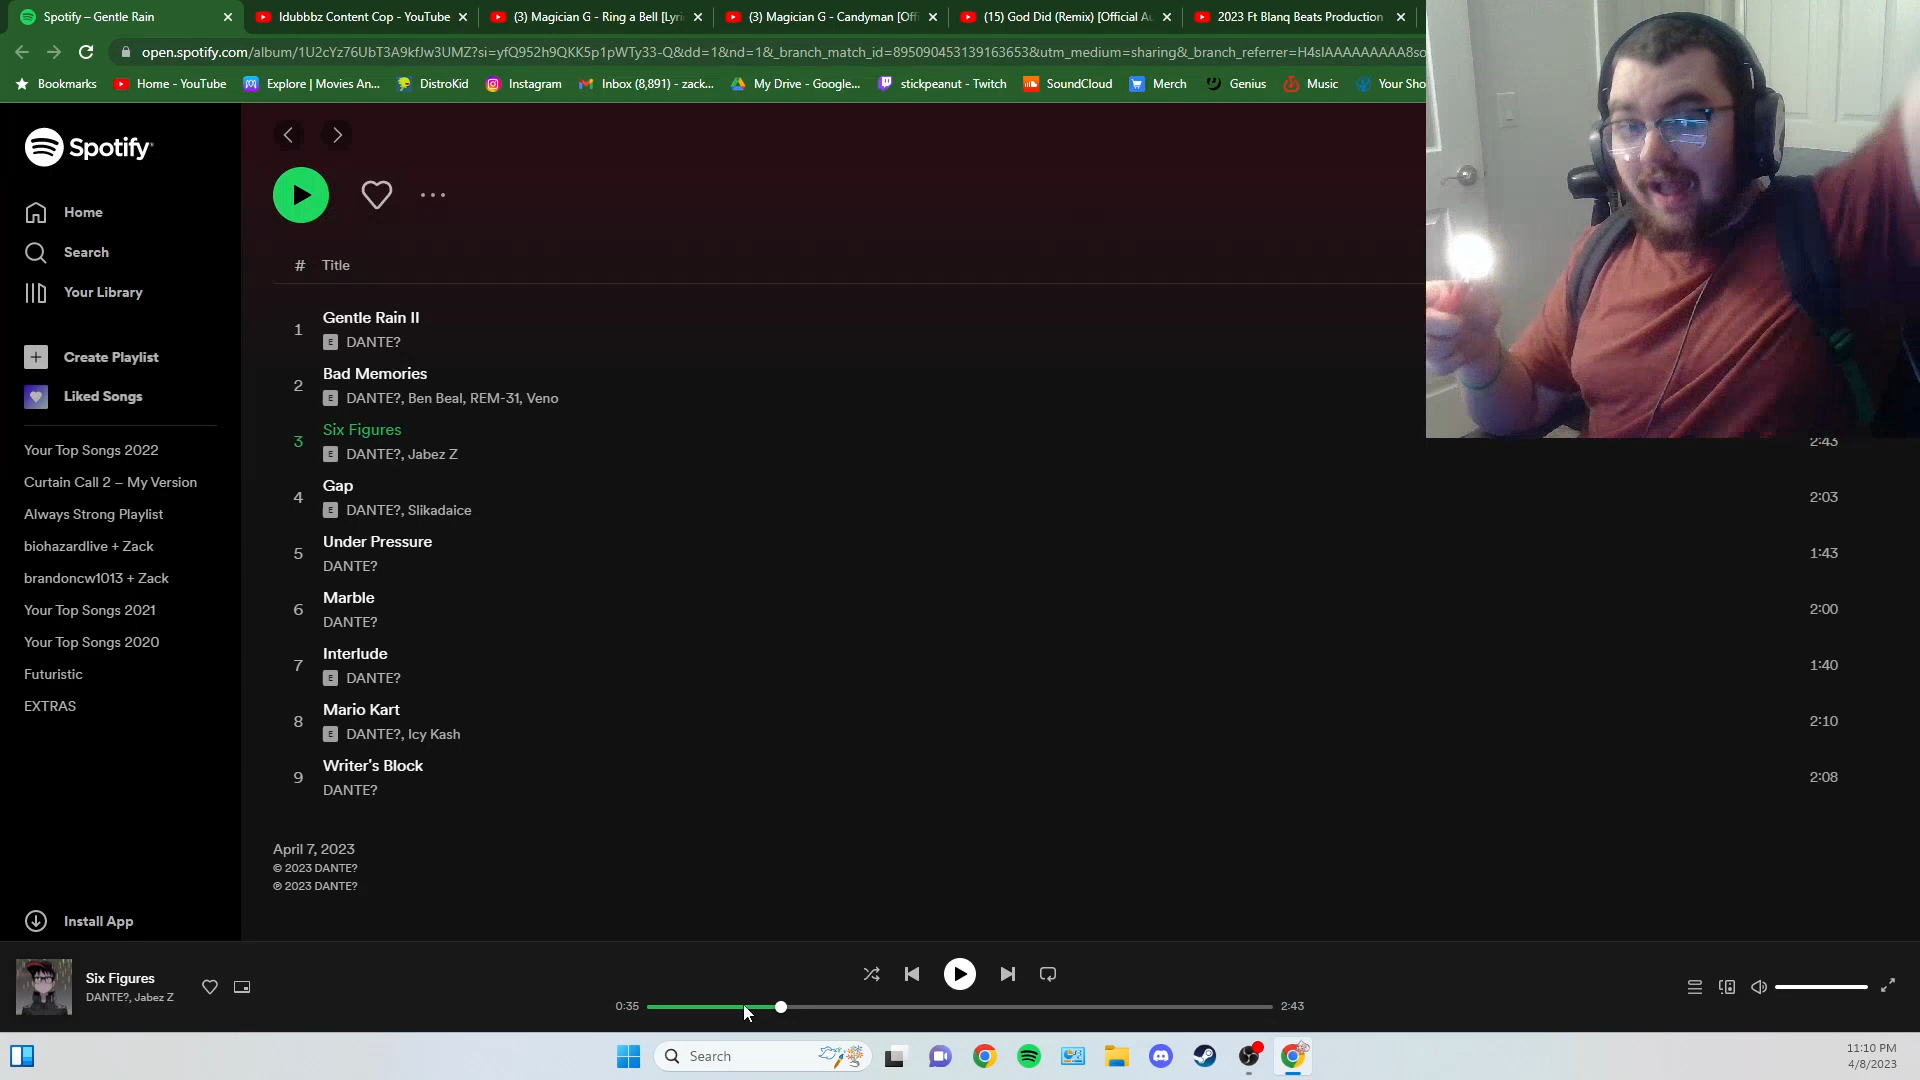 Spotify – Gentle Rain
Idubbbz Content Cop - YouTube
(3) Magician G - Ring a Bell [Lyri
(3) Magician G - Candyman [Offi
(15) God Did (Remix) [Official Au
2023 Ft Blanq Beats Production
open.spotify.com/album/1U2cYz76UbT3A9kfJw3UMZ?si=yfQ952h9QKK5p1pWTy33-Q&dd=1&nd=1&_branch_match_id=895090453139163653&utm_medium=sharing&_branch_referrer=H4sIAAAAAAAAA8so
Bookmarks
Home - YouTube
Explore | Movies An...
DistroKid
Instagram
Inbox (8,891) - zack...
My Drive - Google...
stickpeanut - Twitch
SoundCloud
Merch
Genius
Music
Your Sho
Spotify
Home
Search
Your Library
Create Playlist
Liked Songs
Your Top Songs 2022
Curtain Call 2 – My Version
Always Strong Playlist
biohazardlive + Zack
brandoncw1013 + Zack
Your Top Songs 2021
Your Top Songs 2020
Futuristic
EXTRAS
Install App
# Title
1 Gentle Rain II
E DANTE?
2 Bad Memories
E DANTE?, Ben Beal, REM-31, Veno
3 Six Figures 2:43
E DANTE?, Jabez Z
4 Gap 2:03
E DANTE?, Slikadaice
5 Under Pressure 1:43
DANTE?
6 Marble 2:00
DANTE?
7 Interlude 1:40
E DANTE?
8 Mario Kart 2:10
E DANTE?, Icy Kash
9 Writer's Block 2:08
DANTE?
April 7, 2023
© 2023 DANTE?
℗ 2023 DANTE?
Six Figures
DANTE?, Jabez Z
0:35
2:43
Search
11:10 PM
4/8/2023